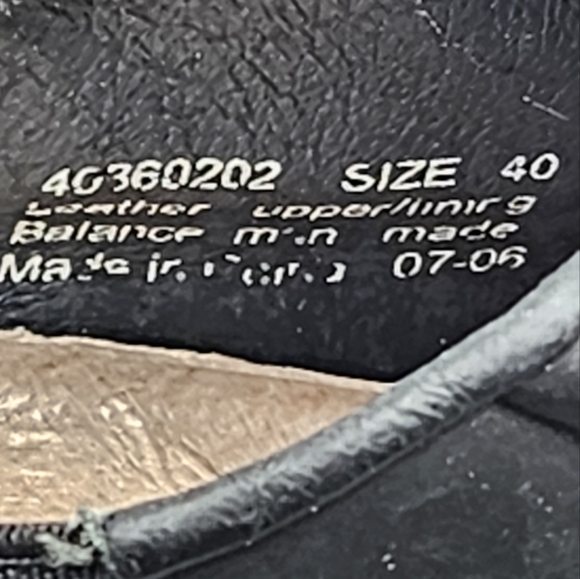 40360202 SIZE 40
Leather upper/lining
Balance man made
Made in 07-06